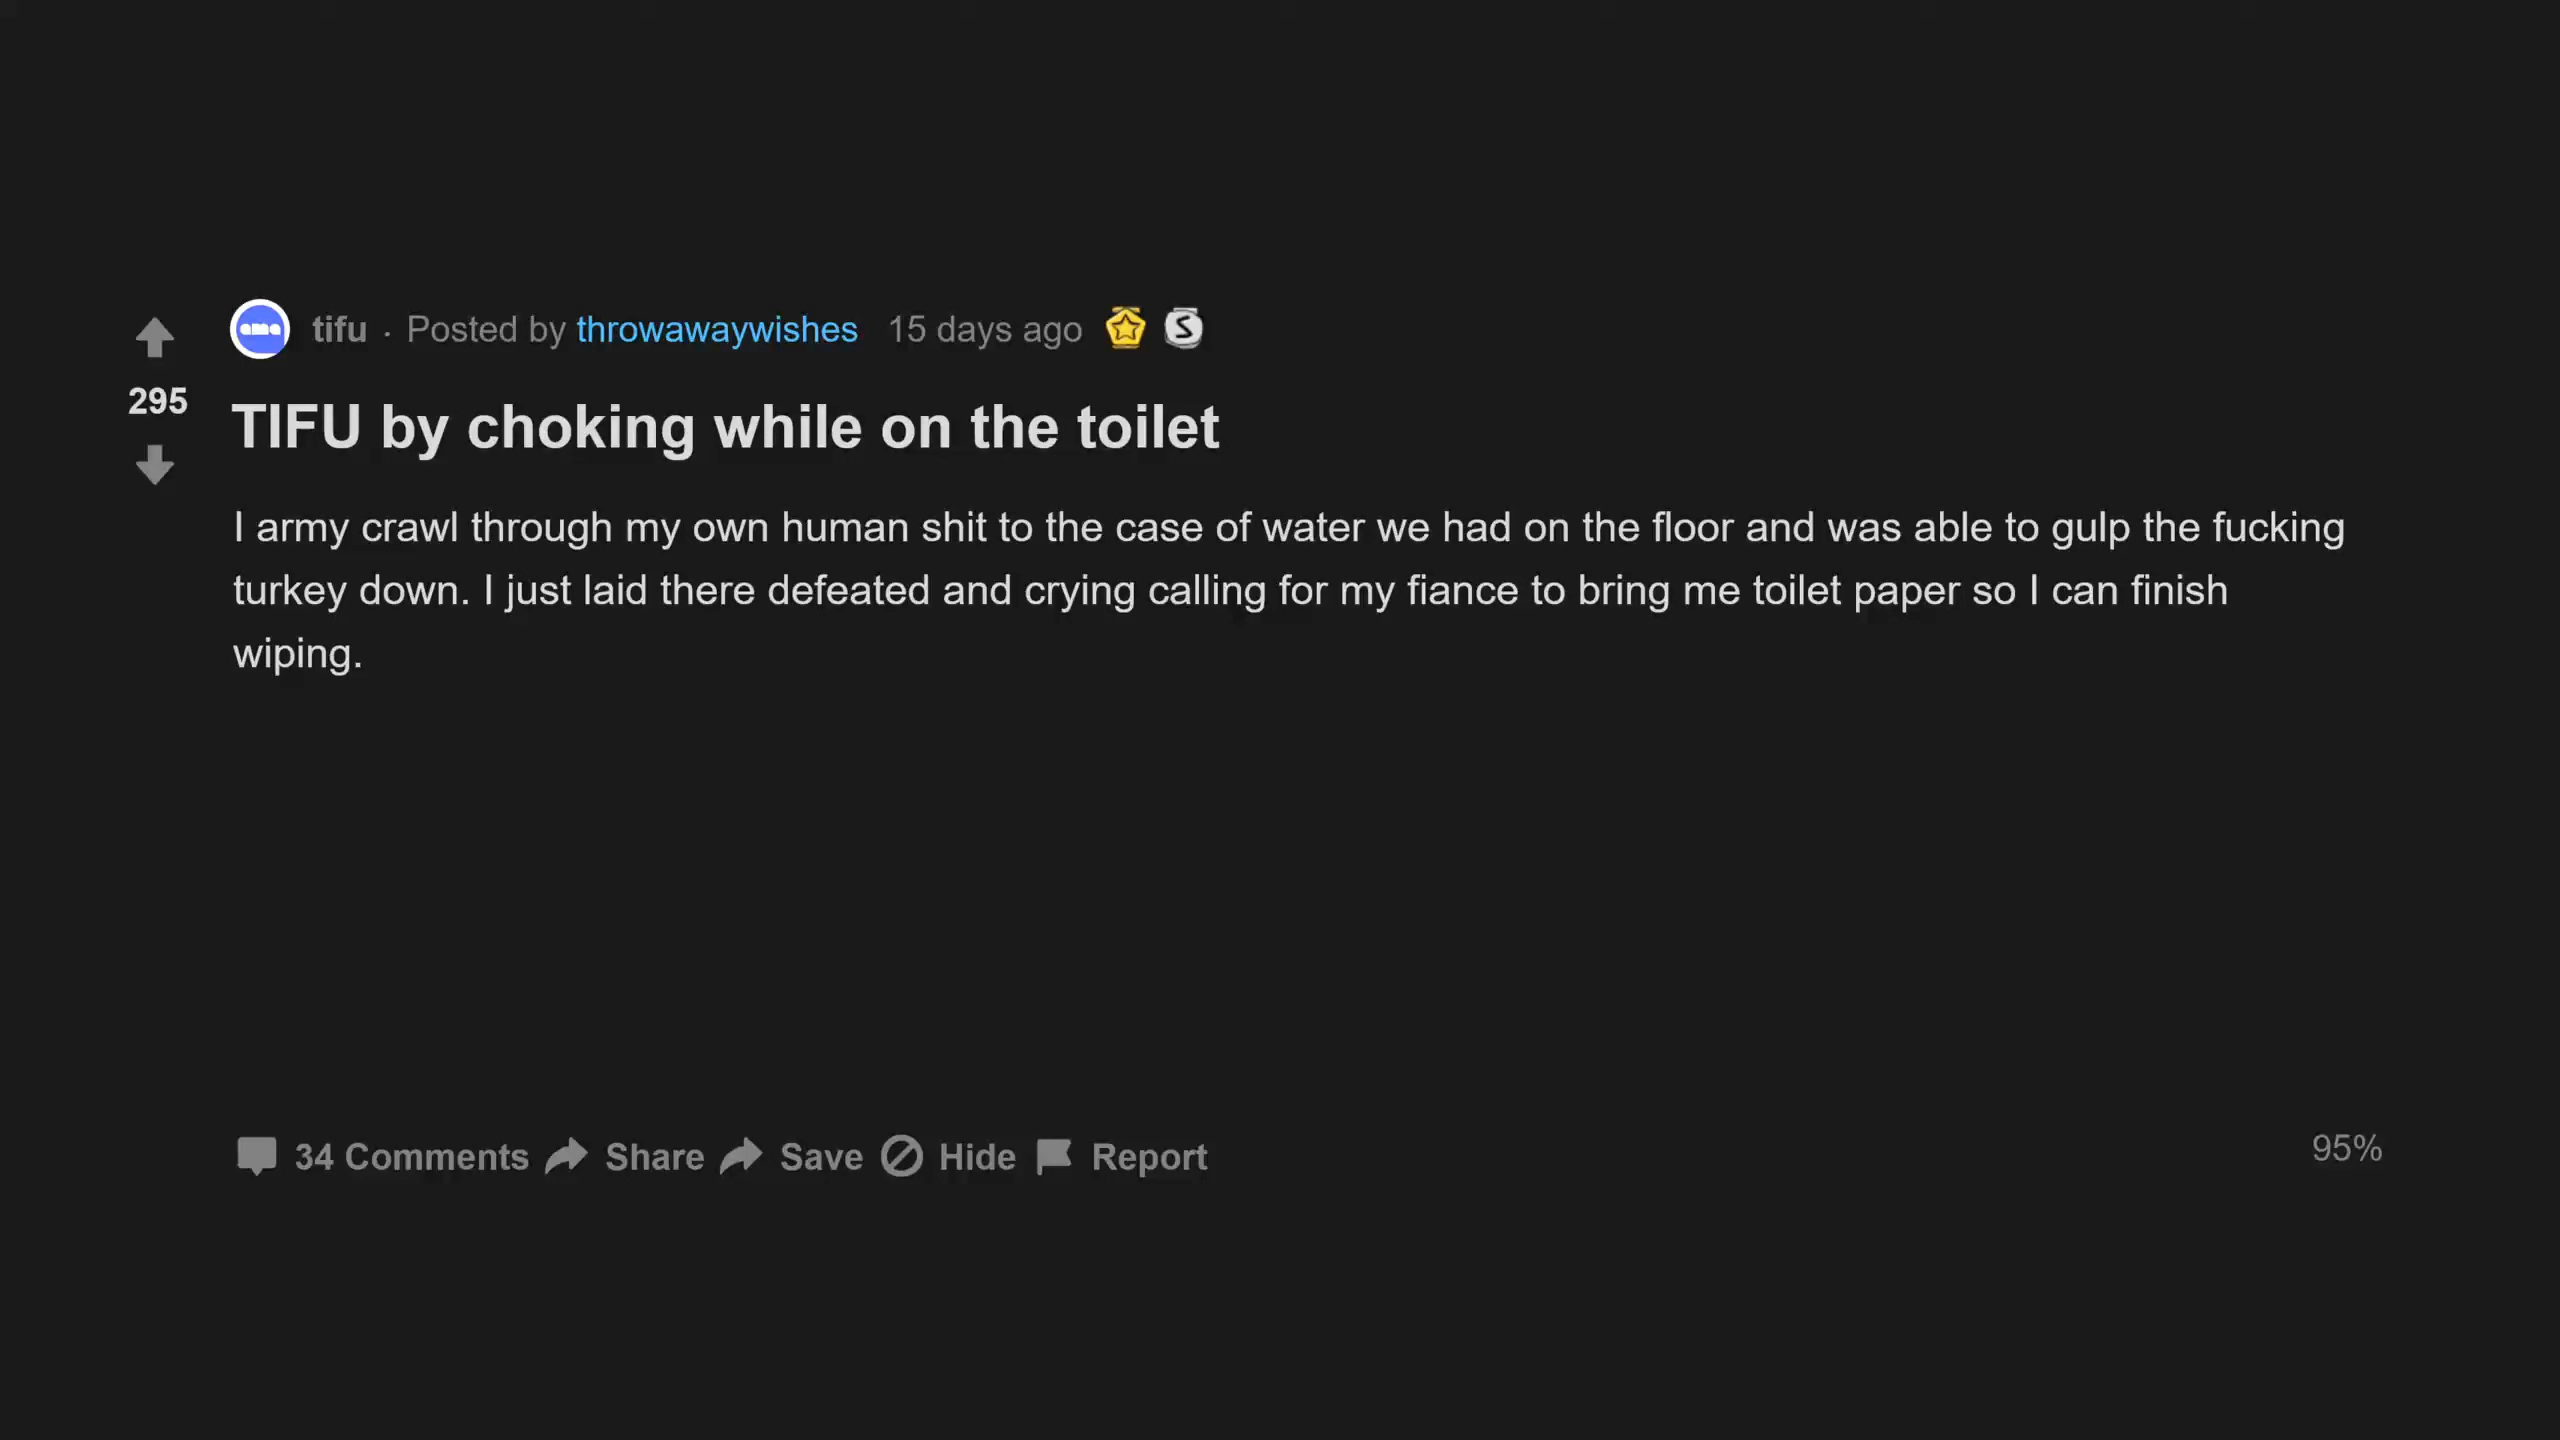 tifu · Posted by throwawaywishes 15 days ago
295
TIFU by choking while on the toilet
I army crawl through my own human shit to the case of water we had on the floor and was able to gulp the fucking
turkey down. I just laid there defeated and crying calling for my fiance to bring me toilet paper so I can finish
wiping.
34 Comments Share Save Hide Report
95%